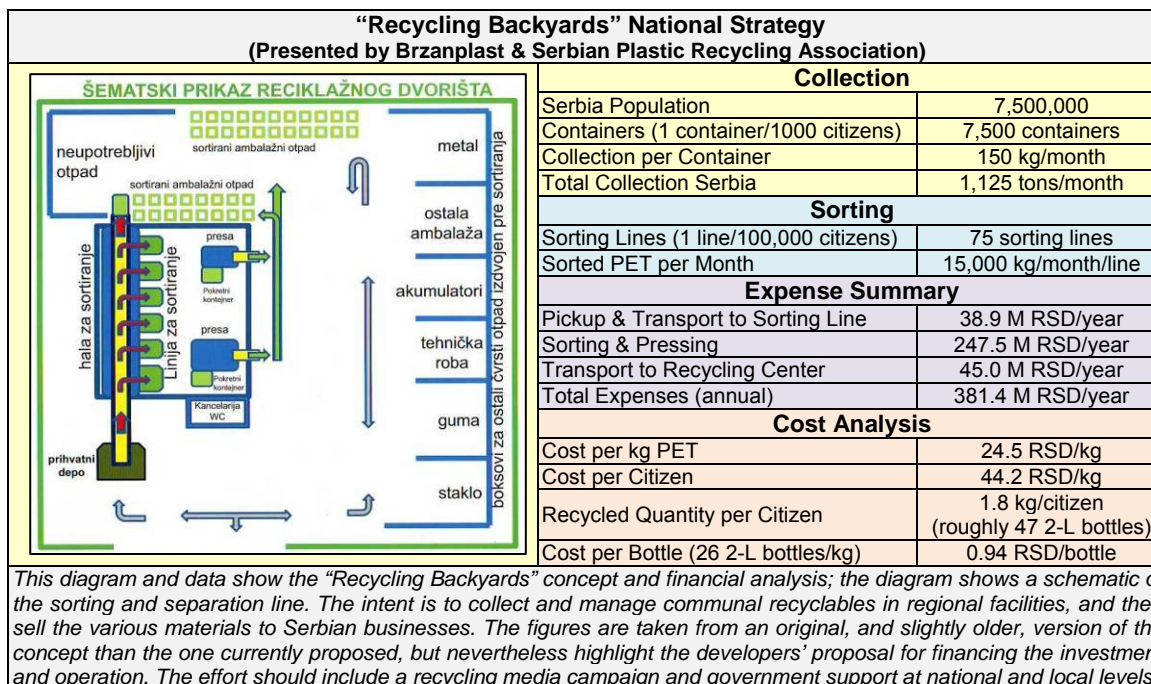 “Recycling Backyards” National Strategy
(Presented by Brzanplast & Serbian Plastic Recycling Association)
ŠEMATSKI PRIKAZ RECIKLAŽNOG DVORIŠTA
neupotrebljivi
otpad
sortirani ambalažni otpad
sortirani ambalažni otpad
hala za sortiranje
Linija za sortiranje
presa
Pokretni
kontejner
presa
Pokretni
kontejner
Kancelarija
WC
prihvatni
depo
metal
ostala
ambalaža
akumulatori
tehnička
roba
guma
staklo
boksovi za ostali čvrsti otpad izdvojen pre sortiranja
Collection
Serbia Population 7,500,000
Containers (1 container/1000 citizens) 7,500 containers
Collection per Container 150 kg/month
Total Collection Serbia 1,125 tons/month
Sorting
Sorting Lines (1 line/100,000 citizens) 75 sorting lines
Sorted PET per Month 15,000 kg/month/line
Expense Summary
Pickup & Transport to Sorting Line 38.9 M RSD/year
Sorting & Pressing 247.5 M RSD/year
Transport to Recycling Center 45.0 M RSD/year
Total Expenses (annual) 381.4 M RSD/year
Cost Analysis
Cost per kg PET 24.5 RSD/kg
Cost per Citizen 44.2 RSD/kg
Recycled Quantity per Citizen 1.8 kg/citizen
(roughly 47 2-L bottles)
Cost per Bottle (26 2-L bottles/kg) 0.94 RSD/bottle
This diagram and data show the “Recycling Backyards” concept and financial analysis; the diagram shows a schematic
the sorting and separation line. The intent is to collect and manage communal recyclables in regional facilities, and
sell the various materials to Serbian businesses. The figures are taken from an original, and slightly older, version of
concept than the one currently proposed, but nevertheless highlight the developers’ proposal for financing the
and operation. The effort should include a recycling media campaign and government support at national and local levels